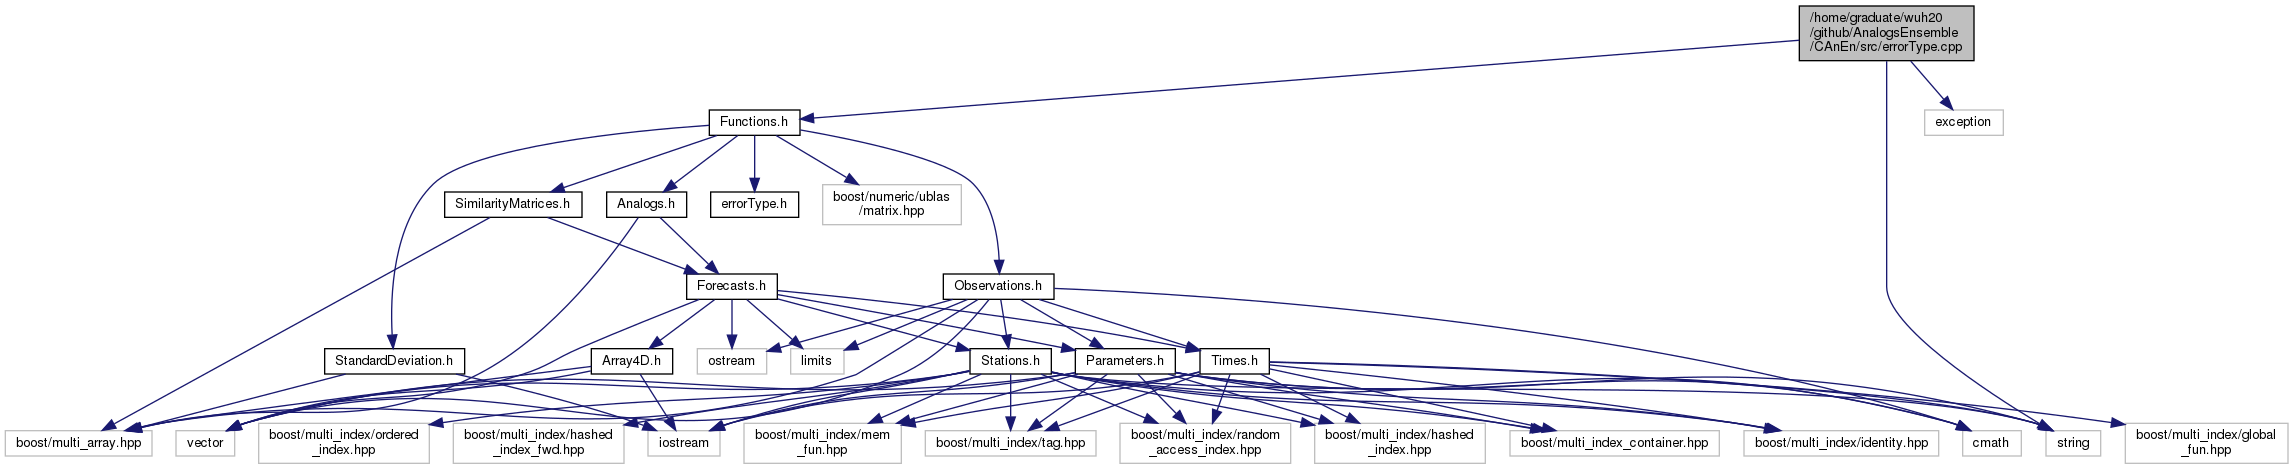 /home/graduate/wuh20
/github/AnalogsEnsemble
/CAnEn/src/errorType.cpp
Functions.h
exception
SimilarityMatrices.h
Analogs.h
errorType.h
boost/numeric/ublas
/matrix.hpp
Forecasts.h
Observations.h
StandardDeviation.h
Array4D.h
ostream
limits
Stations.h
Parameters.h
Times.h
boost/multi_array.hpp
vector
boost/multi_index/ordered
_index.hpp
boost/multi_index/hashed
_index_fwd.hpp
iostream
boost/multi_index/mem
_fun.hpp
boost/multi_index/tag.hpp
boost/multi_index/random
_access_index.hpp
boost/multi_index/hashed
_index.hpp
boost/multi_index_container.hpp
boost/multi_index/identity.hpp
cmath
string
boost/multi_index/global
_fun.hpp